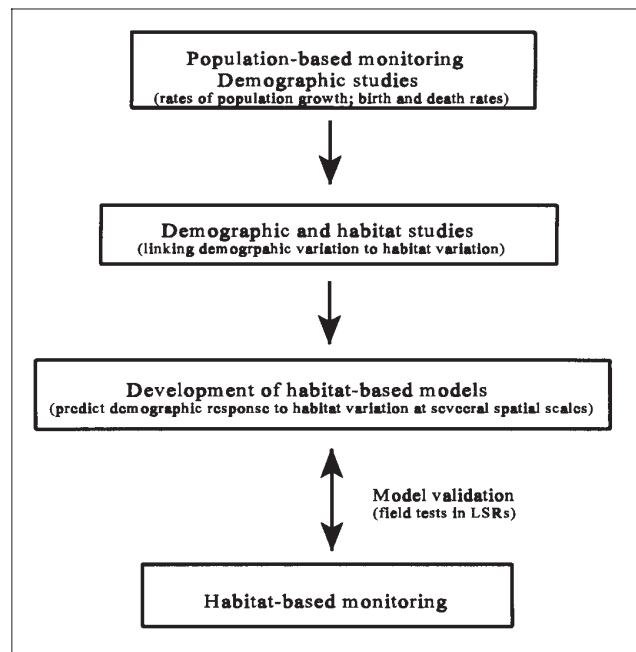 Population-based monitoring
Demographic studies
(rates of population growth; birth and death rates)
Demographic and habitat studies
(linking demogrpahic variation to habitat variation)
Development of habitat-based models
(predict demographic response to habitat variation at seveeral spatial scales)
Model validation
(field tests in LSRs)
Habitat-based monitoring